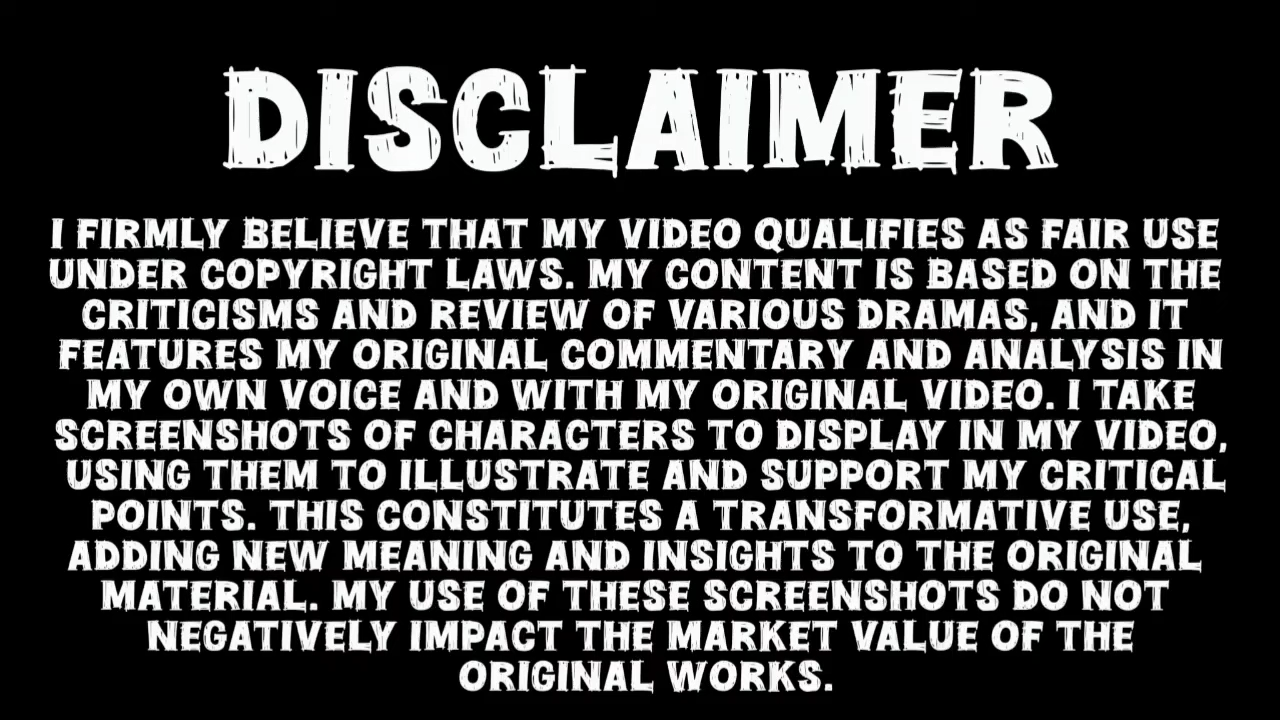 DISCLAIMER
I FIRMLY BELIEVE THAT MY VIDEO QUALIFIES AS FAIR USE
UNDER COPYRIGHT LAWS. MY CONTENT IS BASED ON THE
CRITICISMS AND REVIEW OF VARIOUS DRAMAS, AND IT
FEATURES MY ORIGINAL COMMENTARY AND ANALYSIS IN
MY OWN VOICE AND WITH MY ORIGINAL VIDEO. I TAKE
SCREENSHOTS OF CHARACTERS TO DISPLAY IN MY VIDEO,
USING THEM TO ILLUSTRATE AND SUPPORT MY CRITICAL
POINTS. THIS CONSTITUTES A TRANSFORMATIVE USE,
ADDING NEW MEANING AND INSIGHTS TO THE ORIGINAL
MATERIAL. MY USE OF THESE SCREENSHOTS DO NOT
NEGATIVELY IMPACT THE MARKET VALUE OF THE
ORIGINAL WORKS.